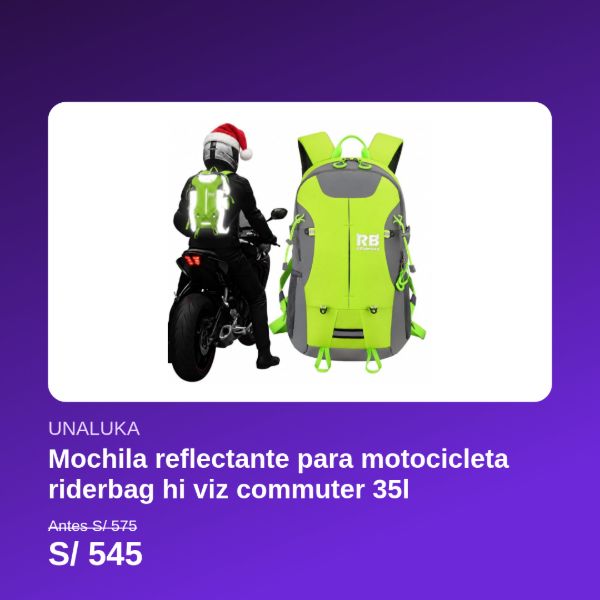 RB
UNALUKA
Mochila reflectante para motocicleta
riderbag hi viz commuter 35l
Antes S/ 575
S/ 545